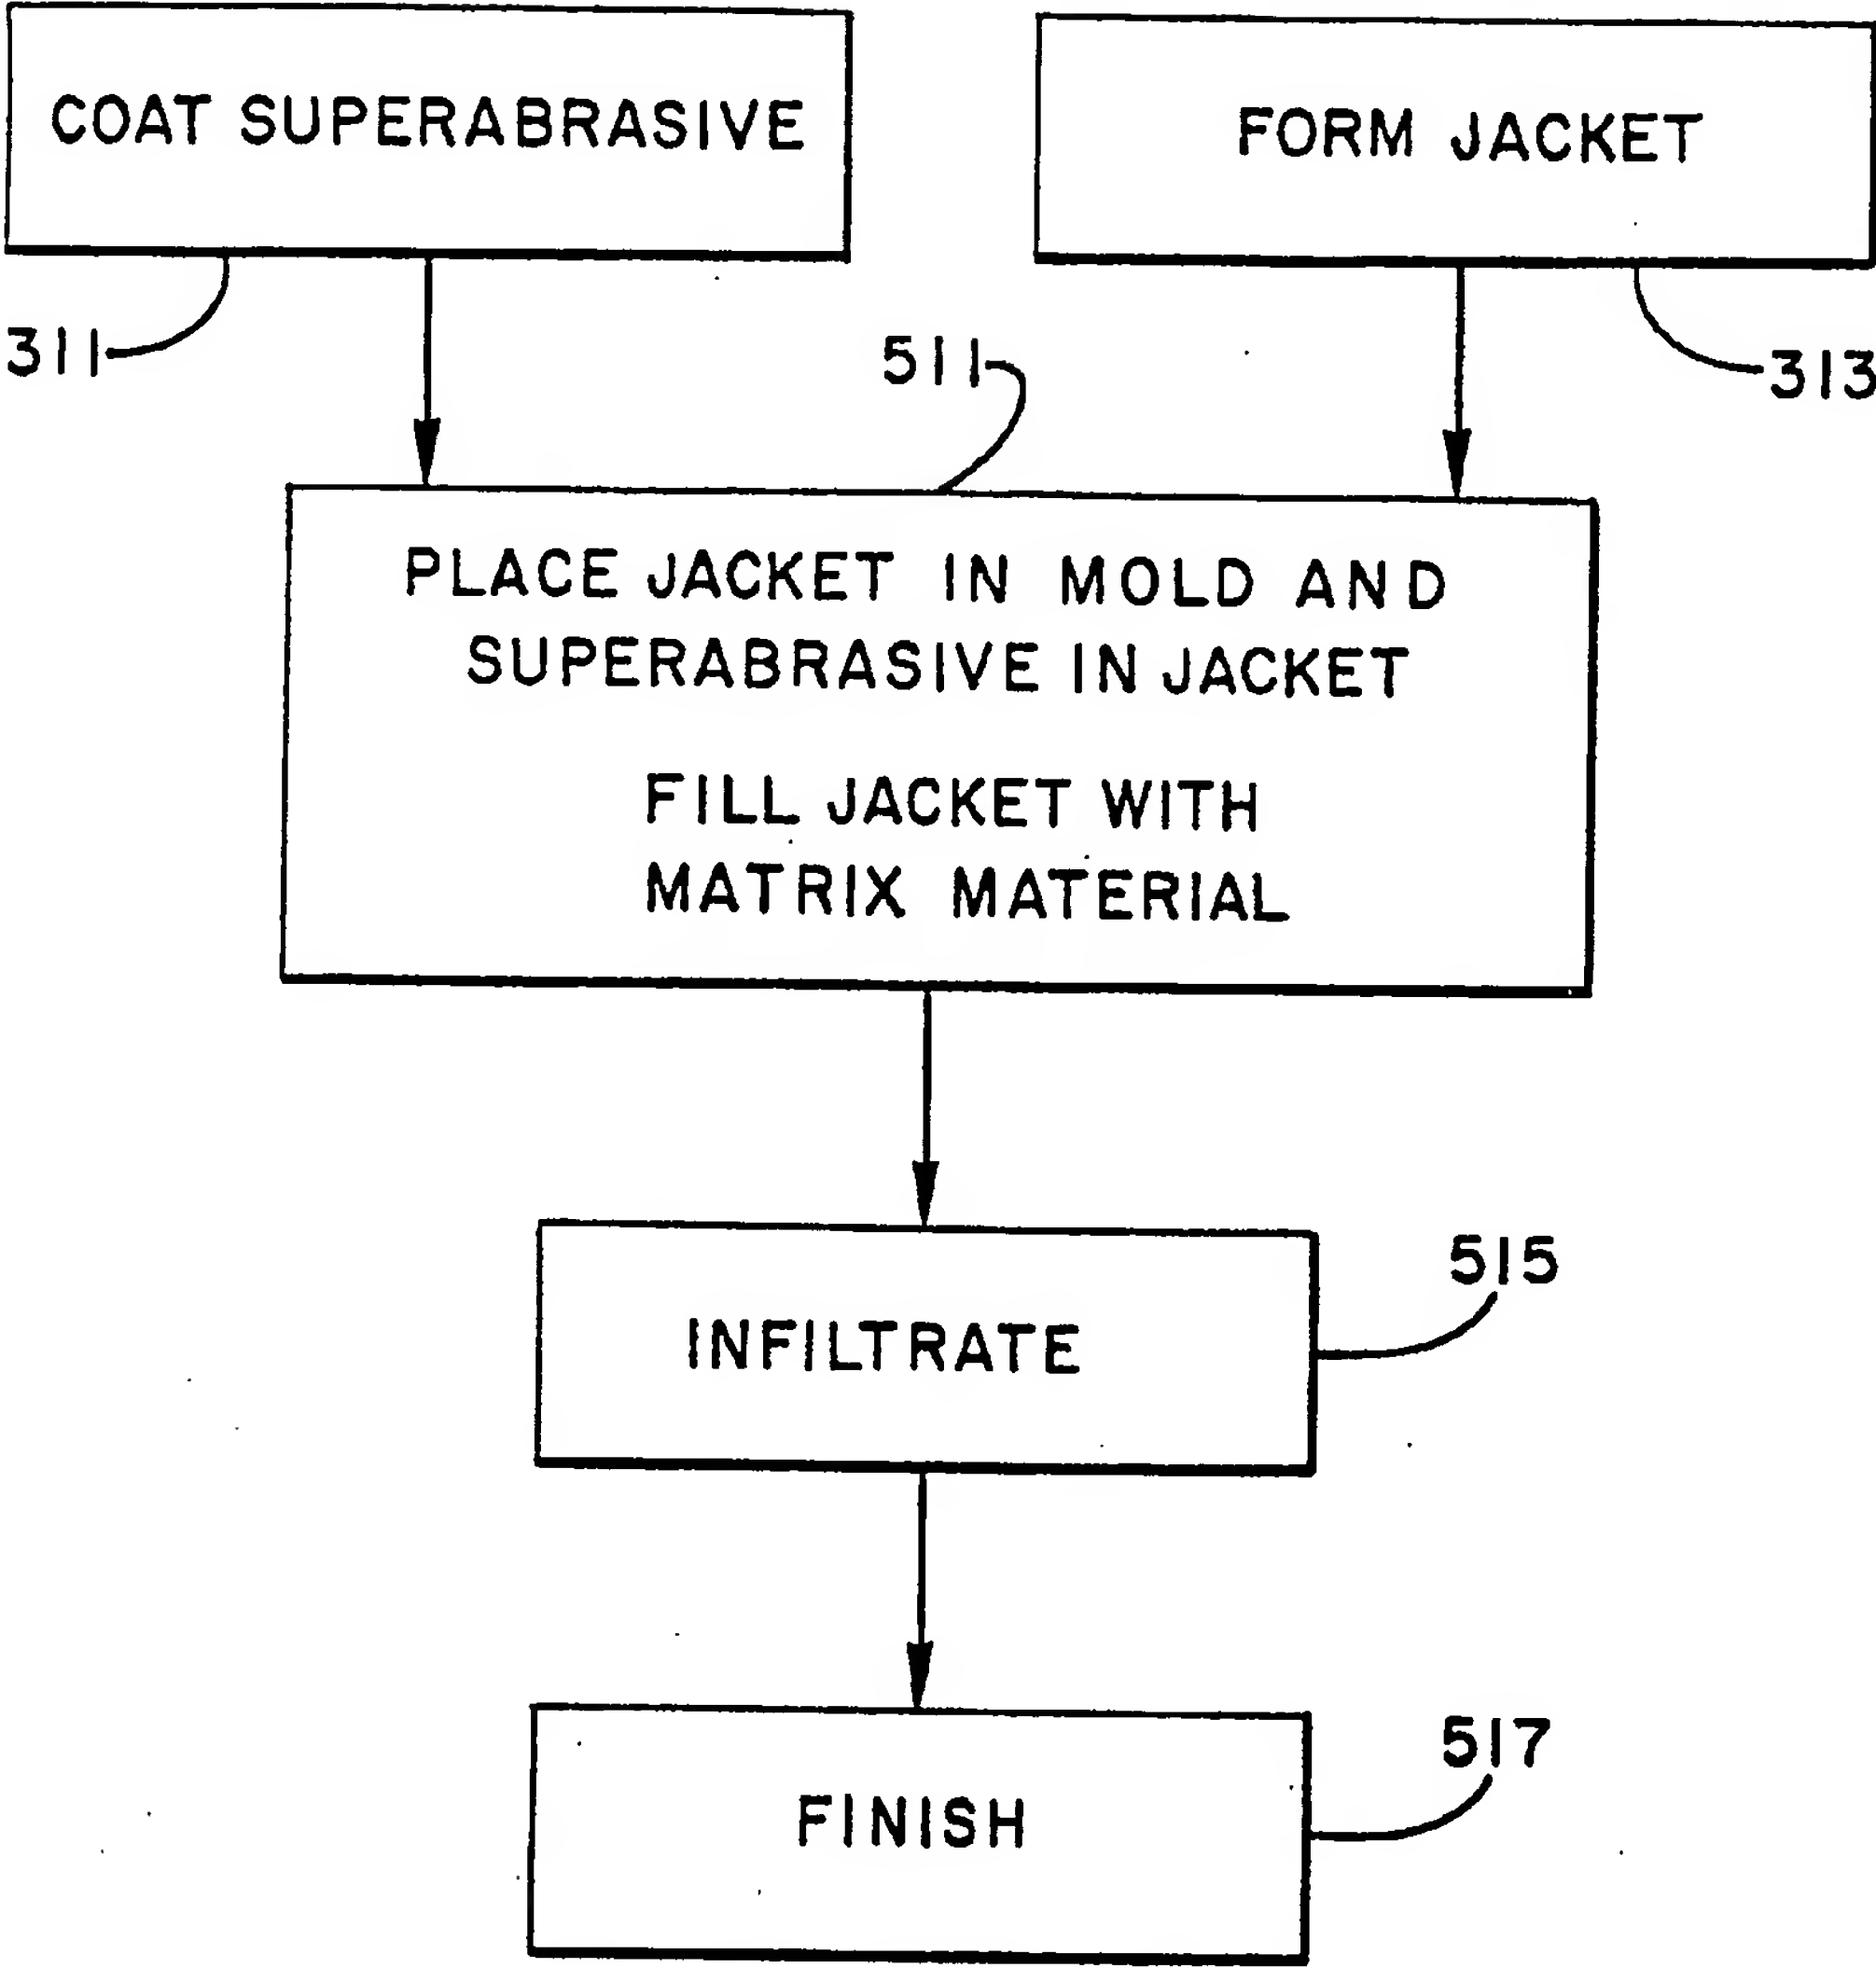 COAT SUPERABRASIVE
FORM JACKET
311
511
313
PLACE JACKET IN MOLD AND
SUPERABRASIVE IN JACKET
FILL JACKET WITH
MATRIX MATERIAL
INFILTRATE
515
FINISH
517